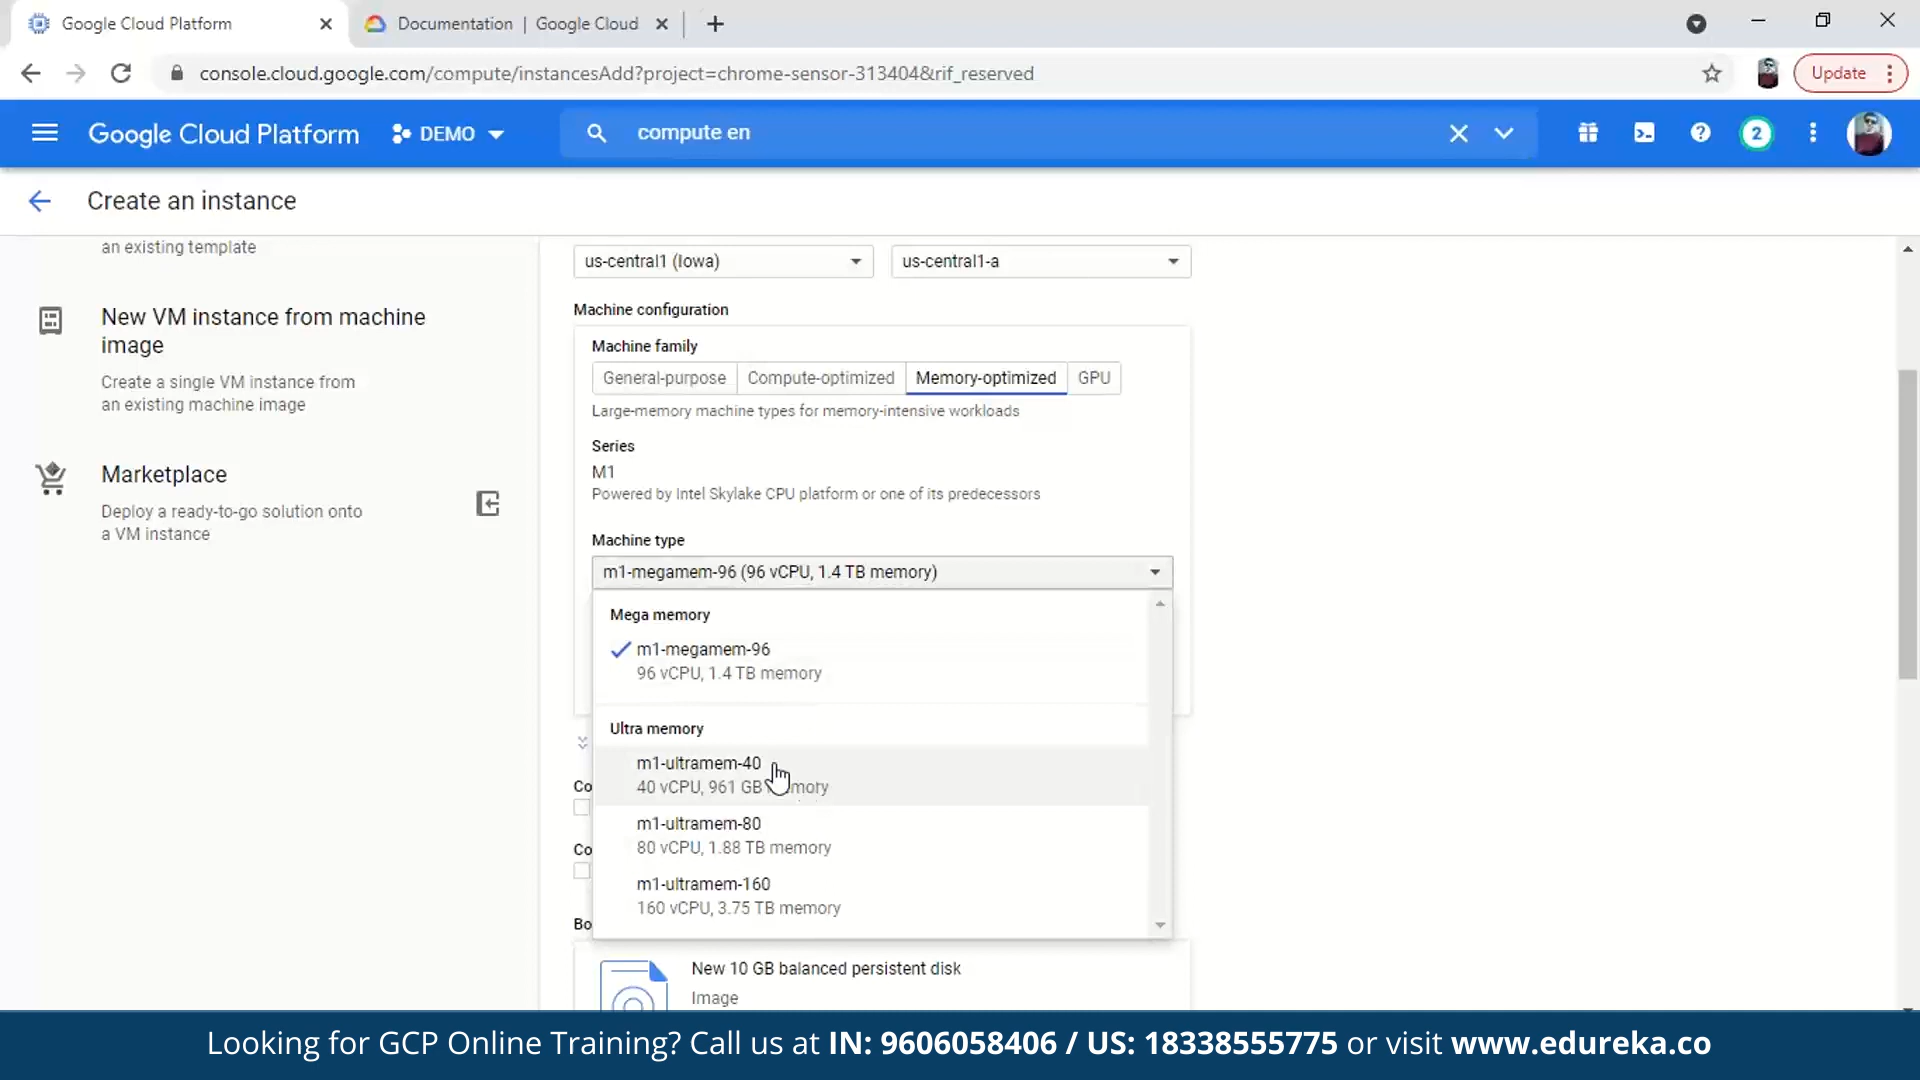 Google Cloud Platform
Documentation | Google Cloud
console.cloud.google.com/compute/instancesAdd?project=chrome-sensor-313404&rif_reserved
Update
Google Cloud Platform
DEMO
compute en
2
Create an instance
an existing template
New VM instance from machine
image
Create a single VM instance from
an existing machine image
Marketplace
Deploy a ready-to-go solution onto
a VM instance
us-central1 (Iowa)
us-central1-a
Machine configuration
Machine family
General-purpose
Compute-optimized
Memory-optimized
GPU
Large-memory machine types for memory-intensive workloads
Series
M1
Powered by Intel Skylake CPU platform or one of its predecessors
Machine type
m1-megamem-96 (96 vCPU, 1.4 TB memory)
Mega memory
m1-megamem-96
96 vCPU, 1.4 TB memory
Ultra memory
m1-ultramem-40
40 vCPU, 961 GB memory
m1-ultramem-80
80 vCPU, 1.88 TB memory
m1-ultramem-160
160 vCPU, 3.75 TB memory
Co
Co
Bo
New 10 GB balanced persistent disk
Image
Looking for GCP Online Training? Call us at IN: 9606058406 / US: 18338555775 or visit www.edureka.co